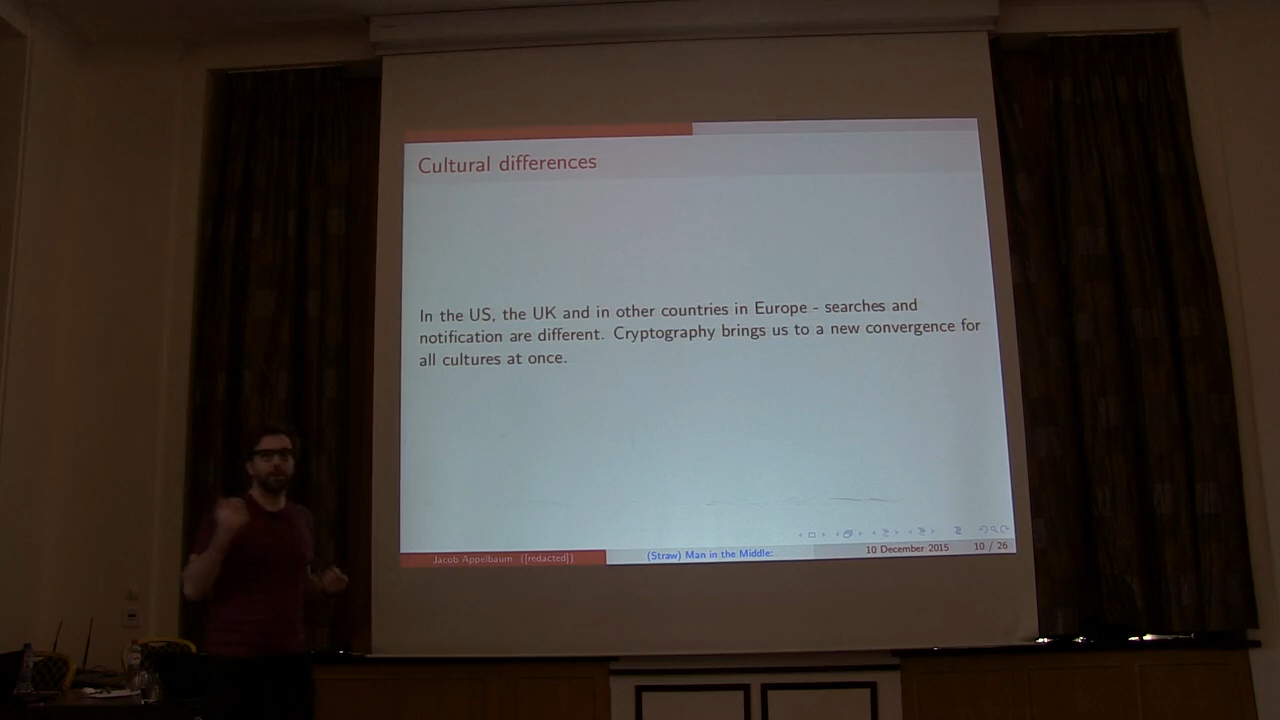 Cultural differences
In the US, the UK and in other countries in Europe - searches and
notification are different. Cryptography brings us to a new convergence for
all cultures at once.
Jacob Appelbaum ([redacted])
(Straw) Man in the Middle:
10 December 2015
10 / 26